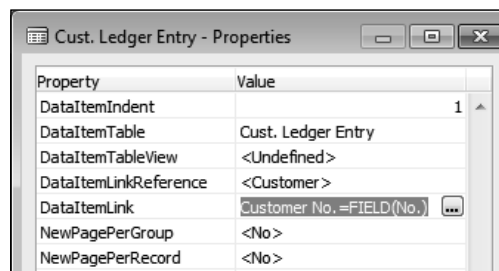 Cust. Ledger Entry - Properties
Property Value
DataItemIndent 1
DataItemTable Cust. Ledger Entry
DataItemTableView <Undefined>
DataItemLinkReference <Customer>
DataItemLink Customer No.=FIELD(No.) ...
NewPagePerGroup <No>
NewPagePerRecord <No>